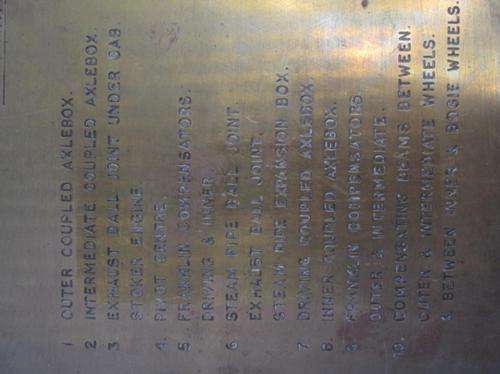 1 OUTER COUPLED AXLEBOX.
2 INTERMEDIATE COUPLED AXLEBOX.
3 EXHAUST BALL JOINT UNDER CAB.
STOKER ENGINE.
4. PIVOT CENTRE.
5 FRANKLIN COMPENSATORS.
DRIVING & INNER.
6 STEAM PIPE BALL JOINT.
EXHAUST BALL JOINT.
STEAM PIPE EXPANSION BOX.
7 DRIVING COUPLED AXLEBOX.
8. INNER COUPLED AXLEBOX.
9. FRANKLIN COMPENSATORS.
OUTER & INTERMEDIATE.
10. COMPENSATING BEAMS BETWEEN.
OUTER & INTERMEDIATE WHEELS.
& BETWEEN INNER & BOGIE WHEELS.